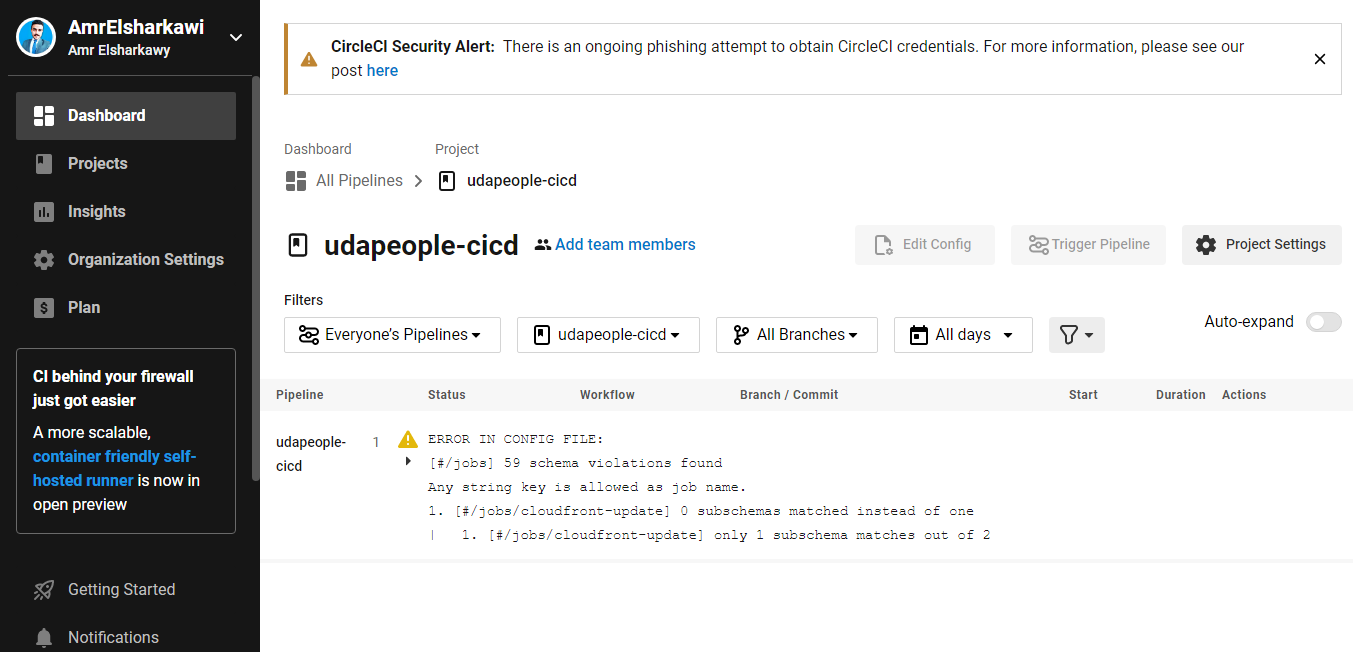 AmrElsharkawi
Amr Elsharkawy
Dashboard
Projects
Insights
Organization Settings
Plan
CI behind your firewall
just got easier
A more scalable,
container friendly self-
hosted runner is now in
open preview
Getting Started
Notifications
CircleCI Security Alert: There is an ongoing phishing attempt to obtain CircleCI credentials. For more information, please see our
post here
Dashboard Project
All Pipelines udapeople-cicd
udapeople-cicd Add team members Edit Config Trigger Pipeline Project Settings
Filters
Everyone’s Pipelines udapeople-cicd All Branches All days Auto-expand
Pipeline Status Workflow Branch / Commit Start Duration Actions
udapeople-
cicd
1
ERROR IN CONFIG FILE:
[#/jobs] 59 schema violations found
Any string key is allowed as job name.
1. [#/jobs/cloudfront-update] 0 subschemas matched instead of one
| 1. [#/jobs/cloudfront-update] only 1 subschema matches out of 2